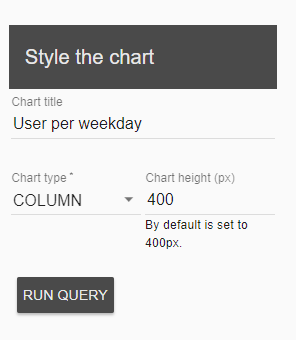 Style the chart
Chart title
User per weekday
Chart type *
Chart height (px)
COLUMN
400
By default is set to
400px.
RUN QUERY